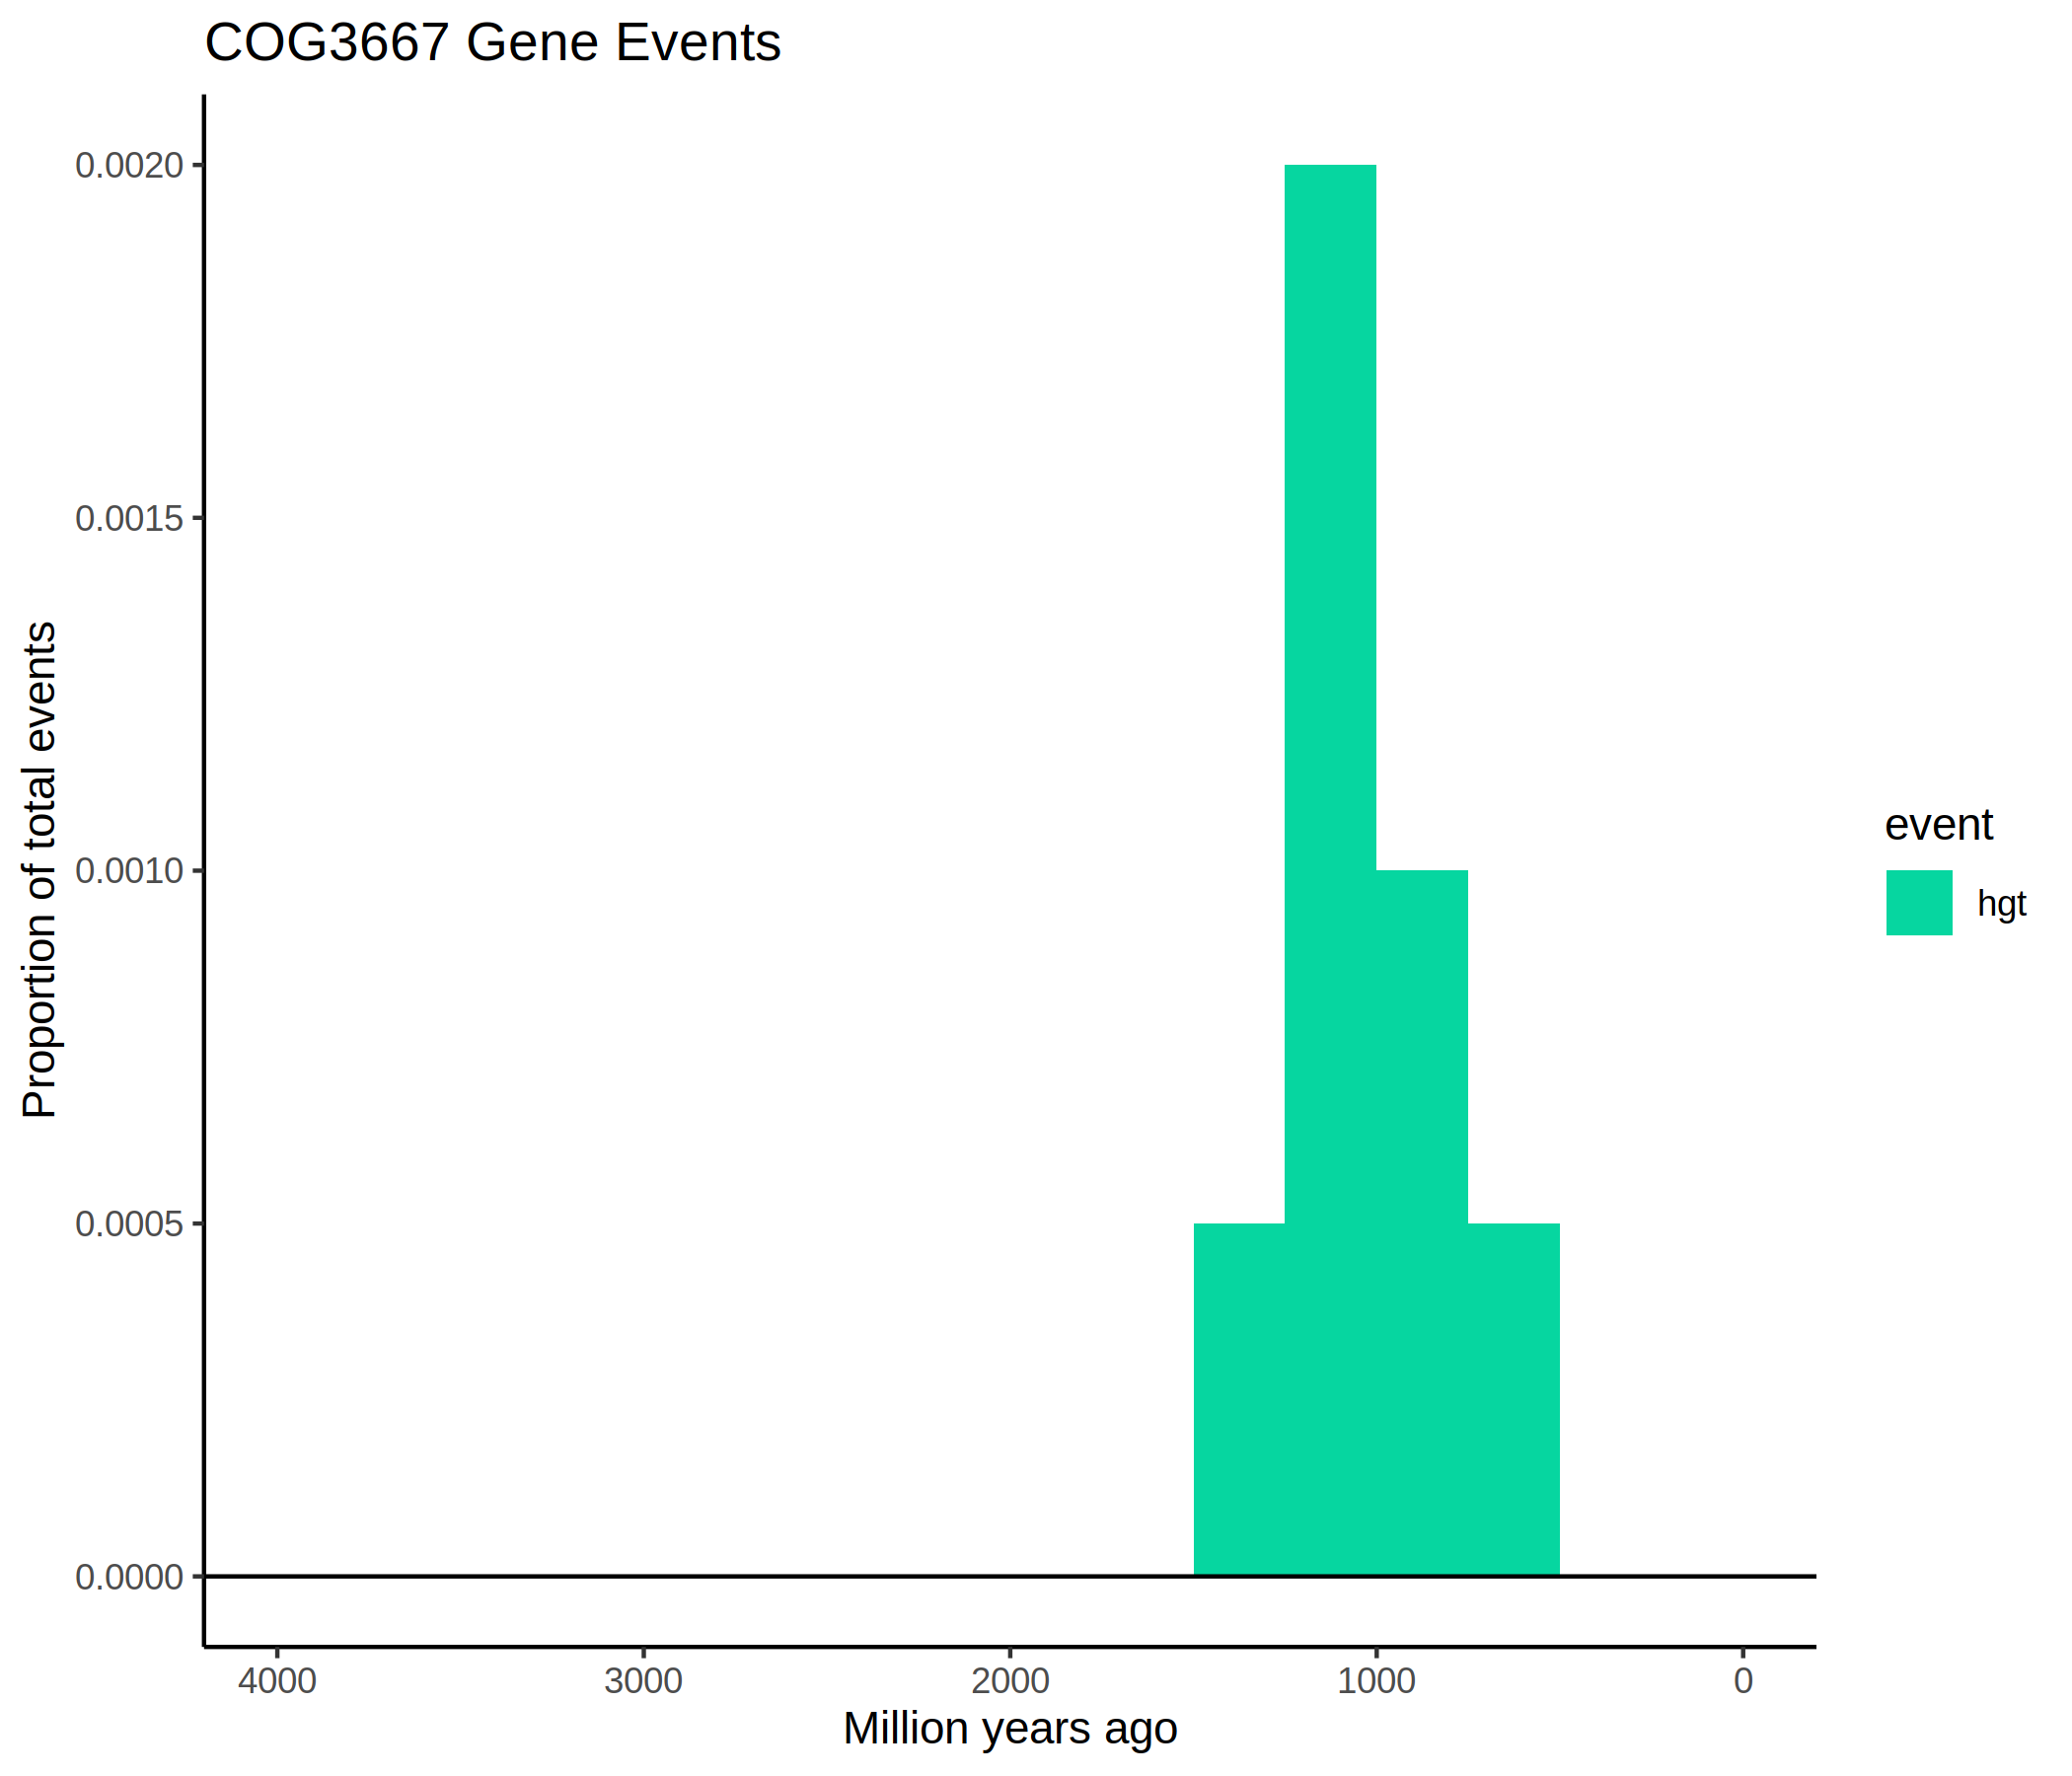 COG3667 Gene Events
Proportion of total events
0.0020
0.0015
0.0010
0.0005
0.0000
4000 3000 2000 1000 0
Million years ago
event
hgt